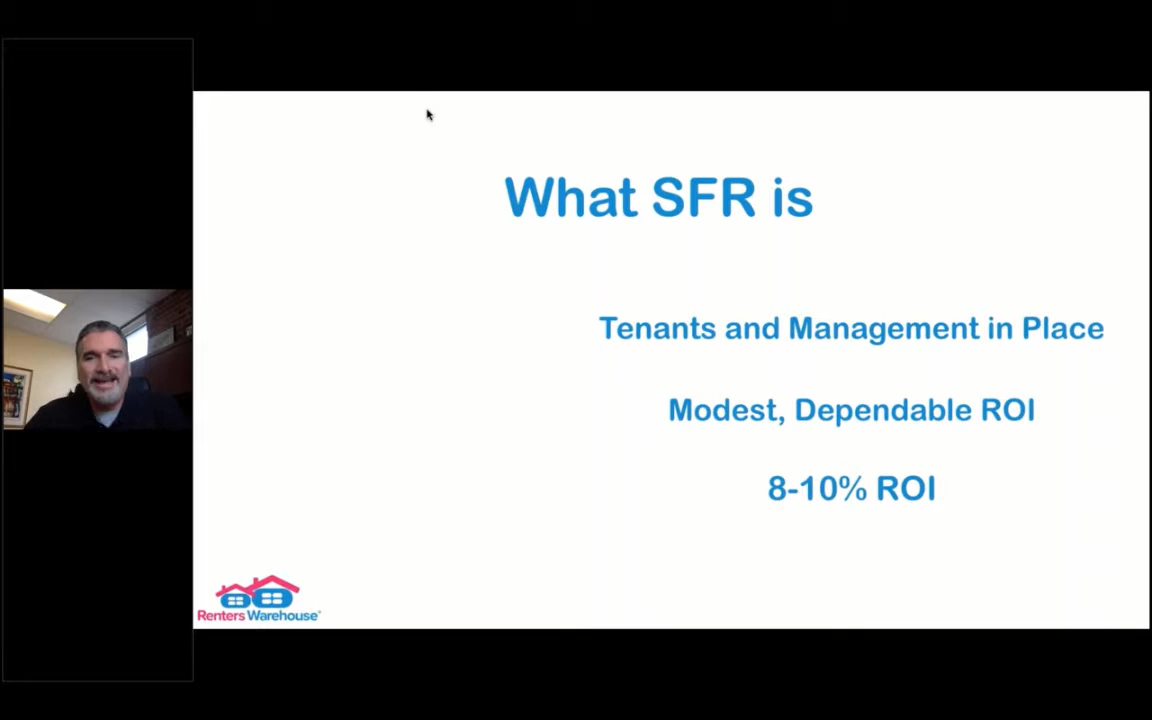 What SFR is
Tenants and Management in Place
Modest, Dependable ROI
8-10% ROI
Renters Warehouse®